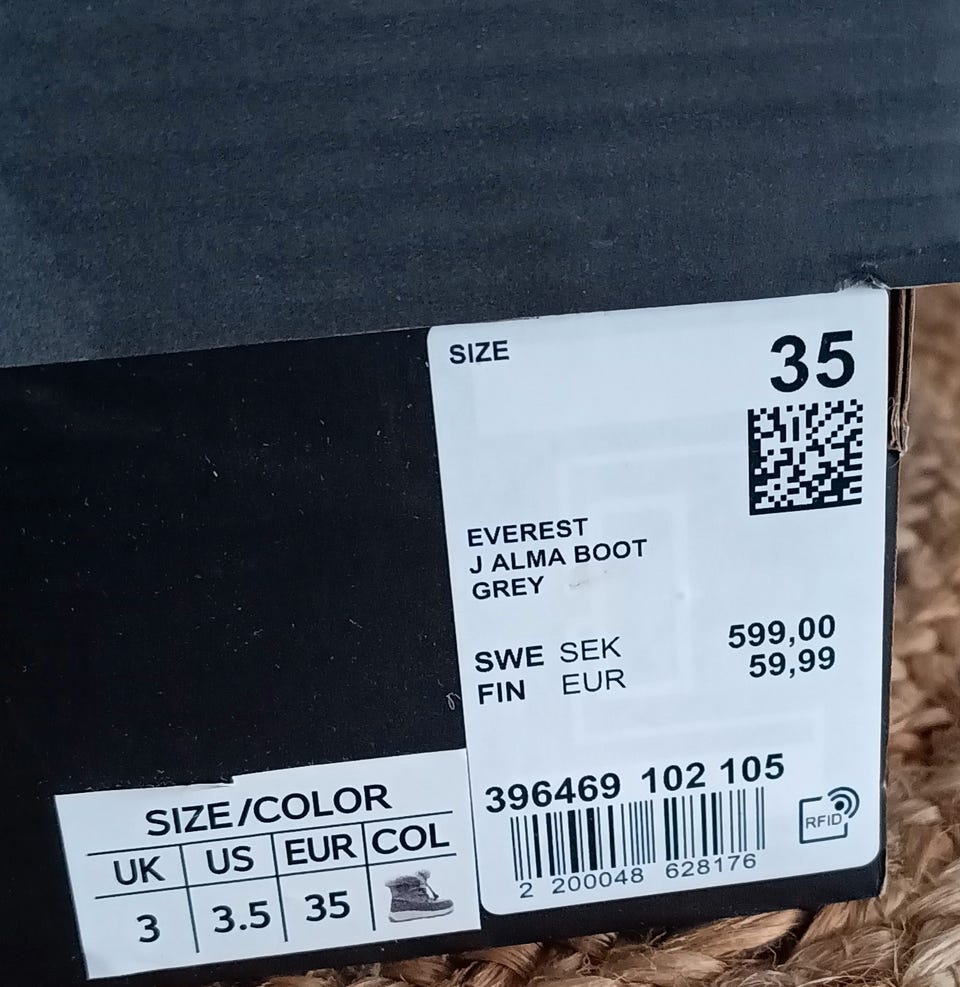 SIZE 35
EVEREST
J ALMA BOOT
GREY
SWE SEK 599,00
FIN EUR 59,99
396469 102 105
RFID
2 200048 628176
SIZE/COLOR
UK US EUR COL
3 3.5 35